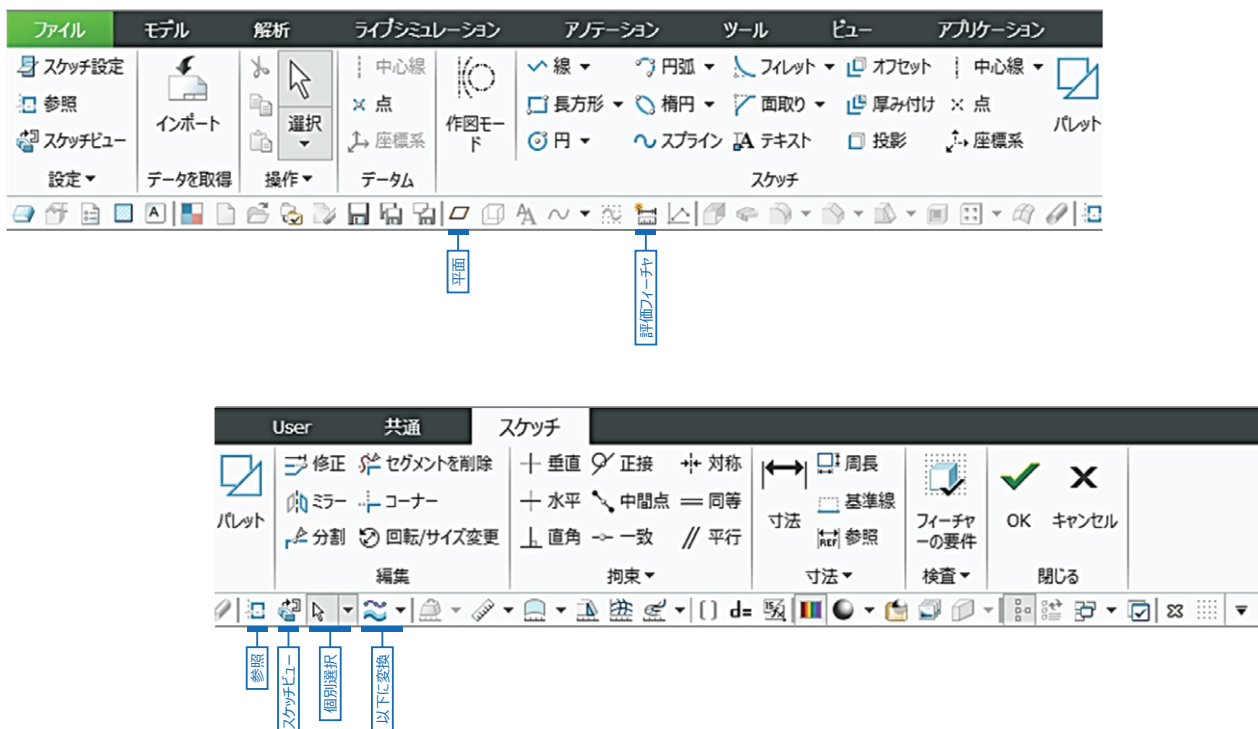 ファイル モデル 解析 ライブシミュレーション アノテーション ツール ビュー アプリケーション
スケッチ設定 中心線 線 円弧 フィレット オフセット 中心線
参照 点 長方形 楕円 面取り 厚み付け 点
スケッチビュー インポート 選択 座標系 作図モード 円 スプライン テキスト 投影 座標系 パレット
設定 データを取得 操作 データム スケッチ
平面
評価フィーチャ
User 共通 スケッチ
修正 セグメントを削除 垂直 正接 対称 周長
ミラー コーナー 水平 中間点 同等 基準線
パレット 分割 回転/サイズ変更 直角 一致 平行 寸法 REF 参照 フィーチャーの要件 OK キャンセル
編集 拘束 寸法 検査 閉じる
d=
参照
スケッチビュー
個別選択
以下に変換